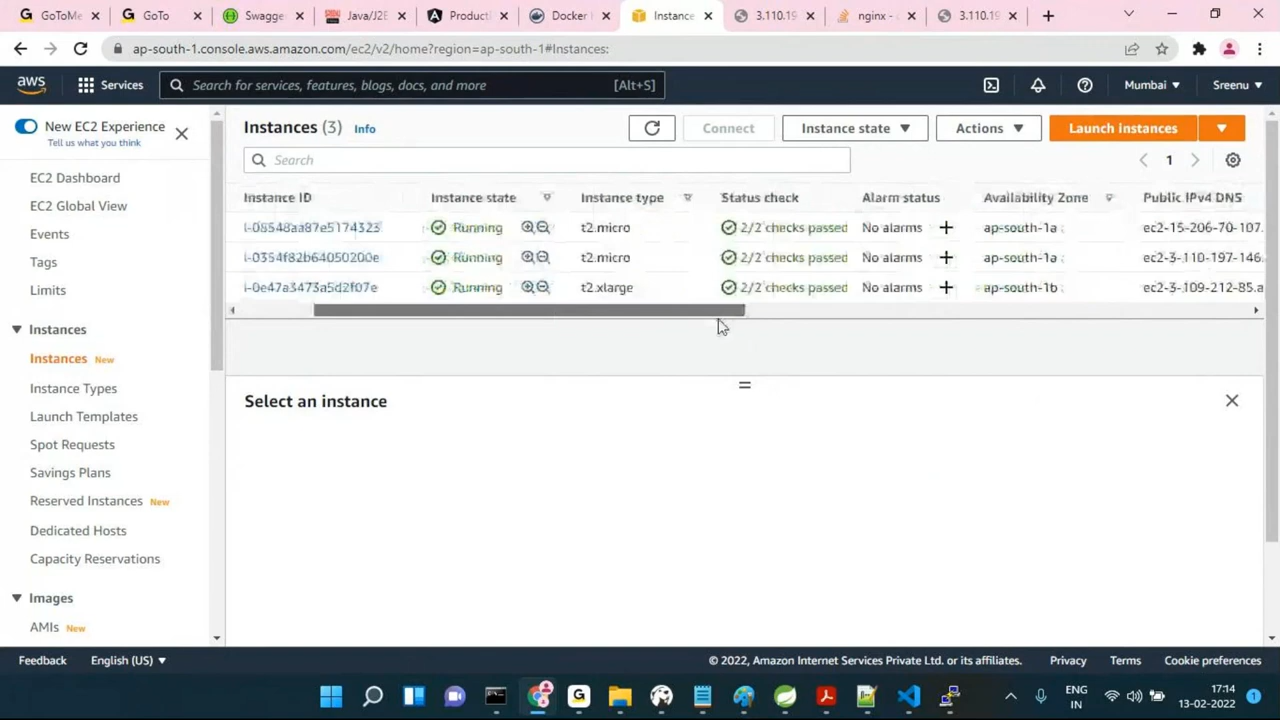 GoToMe GoTo Swagge Java/J2E Product Docker Instance 3.110.19 nginx - c 3.110.19
ap-south-1.console.aws.amazon.com/ec2/v2/home?region=ap-south-1#Instances:
aws Services Search for services, features, blogs, docs, and more [Alt+S] Mumbai Sreenu
New EC2 Experience
Tell us what you think
EC2 Dashboard
EC2 Global View
Events
Tags
Limits
Instances
Instances New
Instance Types
Launch Templates
Spot Requests
Savings Plans
Reserved Instances New
Dedicated Hosts
Capacity Reservations
Images
AMIs New
Instances (3) Info Connect Instance state Actions Launch instances
Search 1
Instance ID Instance state Instance type Status check Alarm status Availability Zone Public IPv4 DNS
i-08548aa87e5174323 Running t2.micro 2/2 checks passed No alarms + ap-south-1a ec2-15-206-70-107.
i-0354f82b64050200e Running t2.micro 2/2 checks passed No alarms + ap-south-1a ec2-3-110-197-146.
i-0e47a3473a5d2f07e Running t2.xlarge 2/2 checks passed No alarms + ap-south-1b ec2-3-109-212-85.a
Select an instance
Feedback English (US) © 2022, Amazon Internet Services Private Ltd. or its affiliates. Privacy Terms Cookie preferences
ENG
IN
17:14
13-02-2022
1